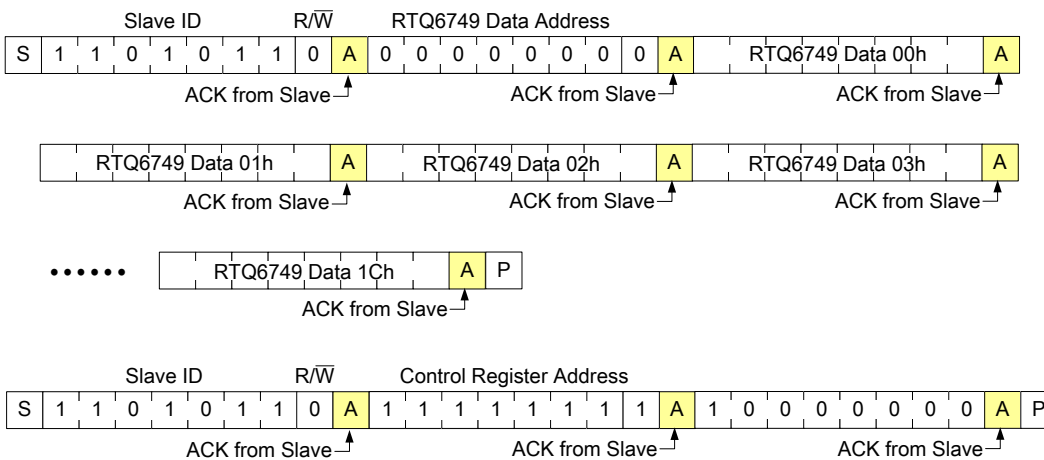 Slave ID R/W̅ RTQ6749 Data Address
S 1 1 0 1 0 1 1 0 A 0 0 0 0 0 0 0 0 A RTQ6749 Data 00h A
ACK from Slave ACK from Slave ACK from Slave
RTQ6749 Data 01h A RTQ6749 Data 02h A RTQ6749 Data 03h A
ACK from Slave ACK from Slave ACK from Slave
•••••• RTQ6749 Data 1Ch A P
ACK from Slave
Slave ID R/W̅ Control Register Address
S 1 1 0 1 0 1 1 0 A 1 1 1 1 1 1 1 1 A 1 0 0 0 0 0 0 0 A P
ACK from Slave ACK from Slave ACK from Slave